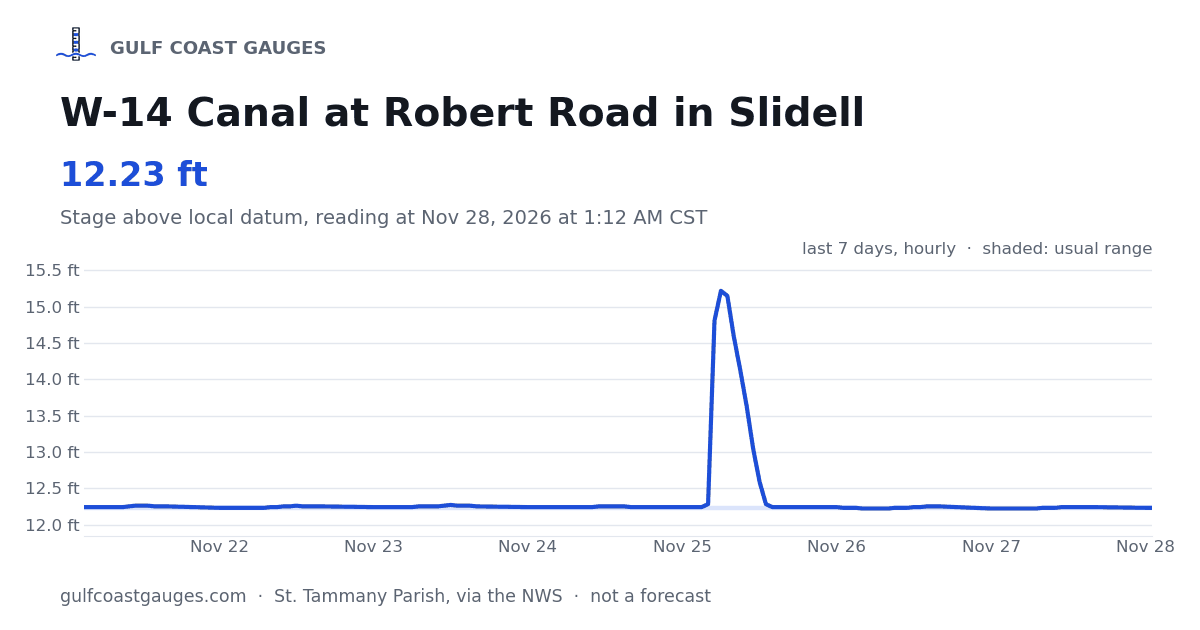 GULF COAST GAUGES
W-14 Canal at Robert Road in Slidell
12.23 ft
Stage above local datum, reading at Nov 28, 2026 at 1:12 AM CST
last 7 days, hourly · shaded: usual range
15.5 ft
15.0 ft
14.5 ft
14.0 ft
13.5 ft
13.0 ft
12.5 ft
12.0 ft
Nov 22 Nov 23 Nov 24 Nov 25 Nov 26 Nov 27 Nov 28
gulfcoastgauges.com · St. Tammany Parish, via the NWS · not a forecast